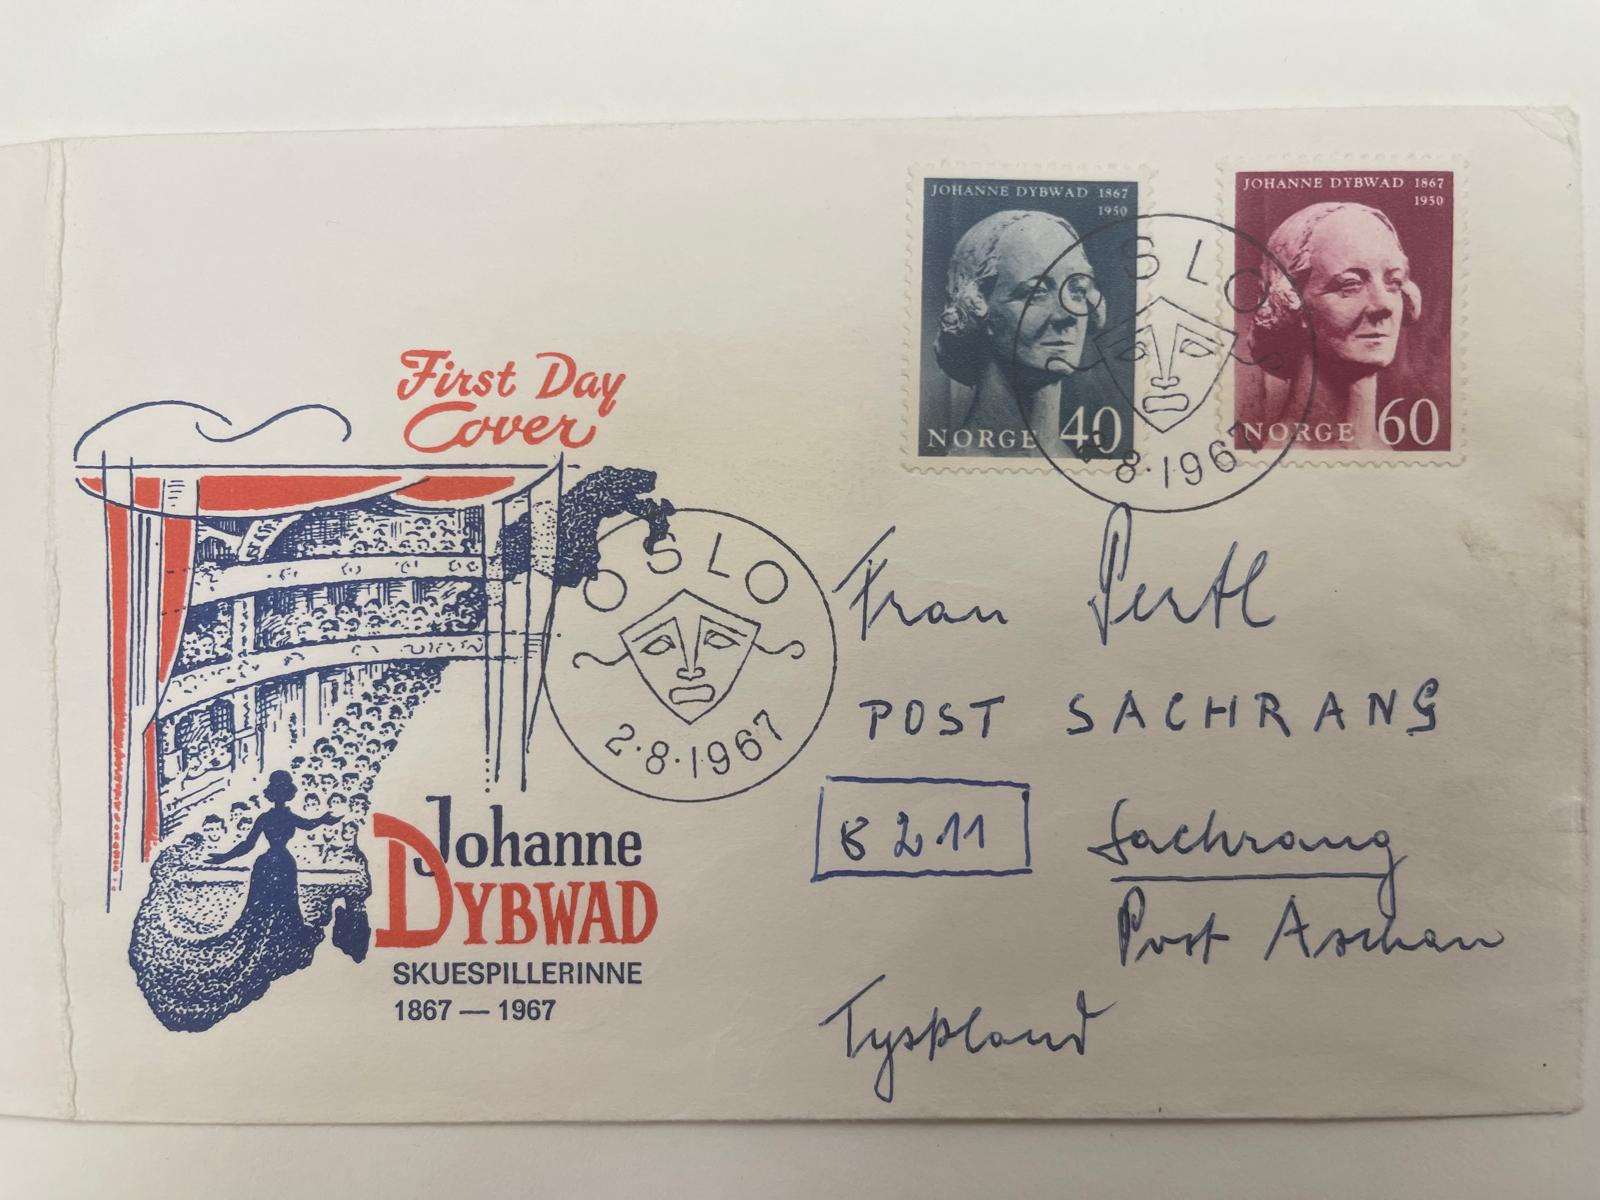 JOHANNE DYBWAD 1867
1950
NORGE 40
JOHANNE DYBWAD 1867
1950
NORGE 60
OSLO
2·8·1967
First Day
Cover
OSLO
2·8·1967
Johanne
DYBWAD
SKUESPILLERINNE
1867 — 1967
Frau Pertl
POST SACHRANG
8211 Sachrang
Post Aschau
Tyskland